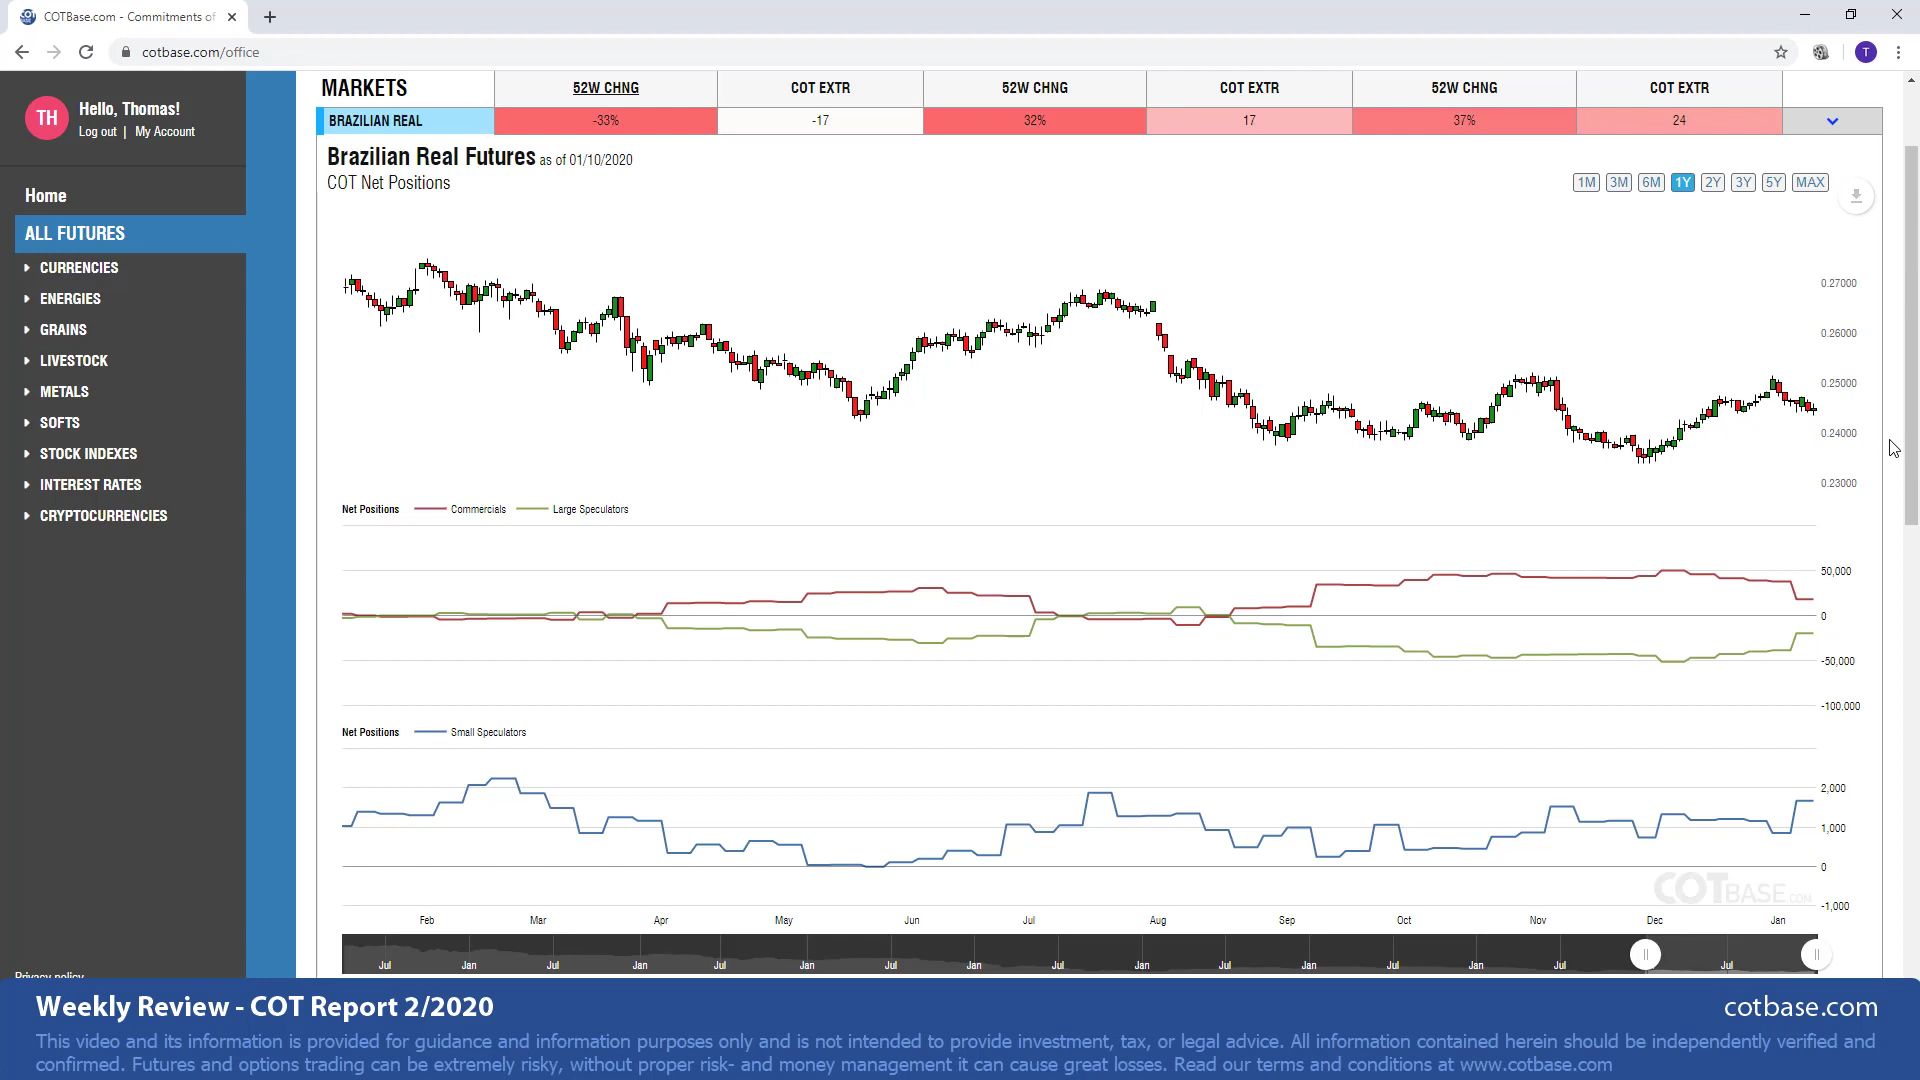 COTBase.com - Commitments of
cotbase.com/office
T
TH
Hello, Thomas!
Log out | My Account
Home
ALL FUTURES
CURRENCIES
ENERGIES
GRAINS
LIVESTOCK
METALS
SOFTS
STOCK INDEXES
INTEREST RATES
CRYPTOCURRENCIES
Privacy policy
MARKETS 52W CHNG COT EXTR 52W CHNG COT EXTR 52W CHNG COT EXTR
BRAZILIAN REAL -33% -17 32% 17 37% 24
Brazilian Real Futures as of 01/10/2020
COT Net Positions
1M 3M 6M 1Y 2Y 3Y 5Y MAX
0.27000
0.26000
0.25000
0.24000
0.23000
Net Positions Commercials Large Speculators
50,000
0
-50,000
-100,000
Net Positions Small Speculators
2,000
1,000
0
COTBASE.COM
-1,000
Feb Mar Apr May Jun Jul Aug Sep Oct Nov Dec Jan
Jul Jan Jul Jan Jul Jan Jul Jan Jul Jan Jul Jan Jul Jan Jul Jul
Weekly Review - COT Report 2/2020
cotbase.com
This video and its information is provided for guidance and information purposes only and is not intended to provide investment, tax, or legal advice. All information contained herein should be independently verified and
confirmed. Futures and options trading can be extremely risky, without proper risk- and money management it can cause great losses. Read our terms and conditions at www.cotbase.com